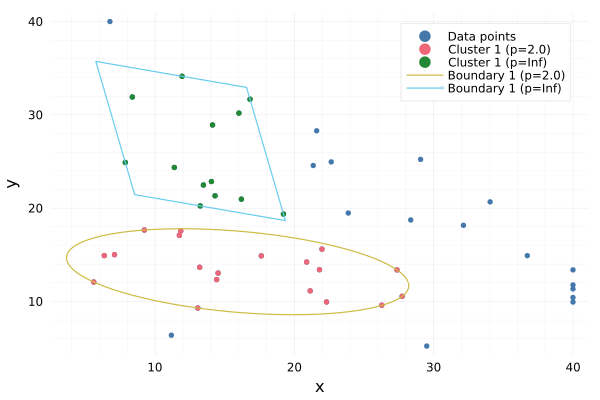 40
30
20
10
y
10
20
30
40
x
Data points
Cluster 1 (p=2.0)
Cluster 1 (p=Inf)
Boundary 1 (p=2.0)
Boundary 1 (p=Inf)